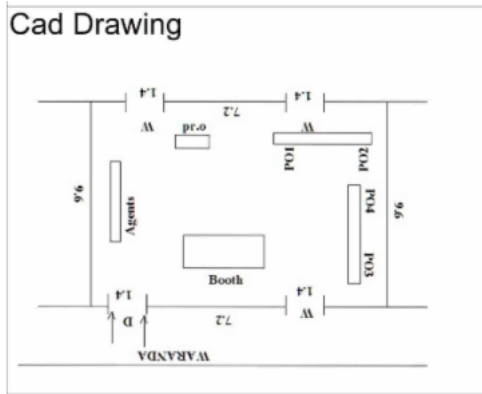 Cad Drawing
1.4
1.4
7.2
W
pr.o
W
PO1
PO2
9.6
Agents
PO4
9.6
PO3
Booth
1.4
1.4
D
7.2
W
WARANDA